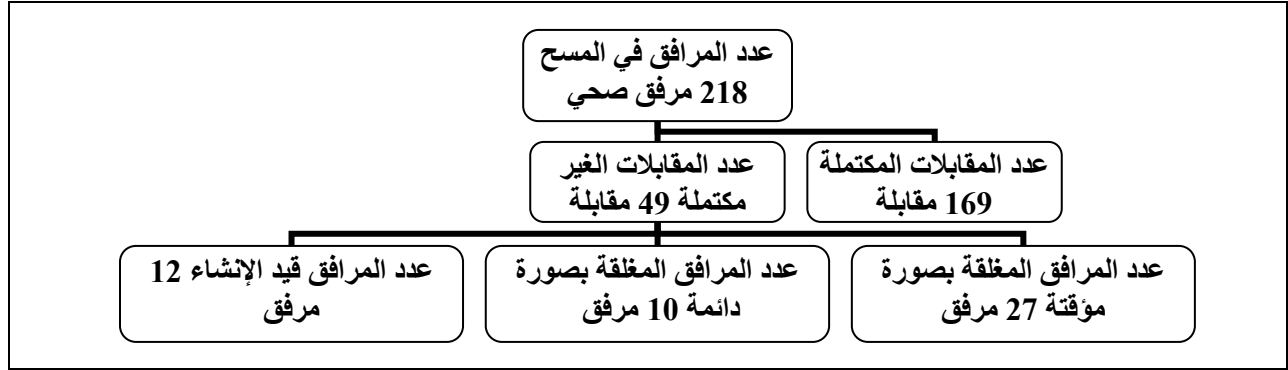 عدد المرافق في المسح
218 مرفق صحي
عدد المقابلات المكتملة
169 مقابلة
عدد المقابلات الغير
مكتملة 49 مقابلة
عدد المرافق المغلقة بصورة
مؤقتة 27 مرفق
عدد المرافق المغلقة بصورة
دائمة 10 مرفق
عدد المرافق قيد الإنشاء 12
مرفق